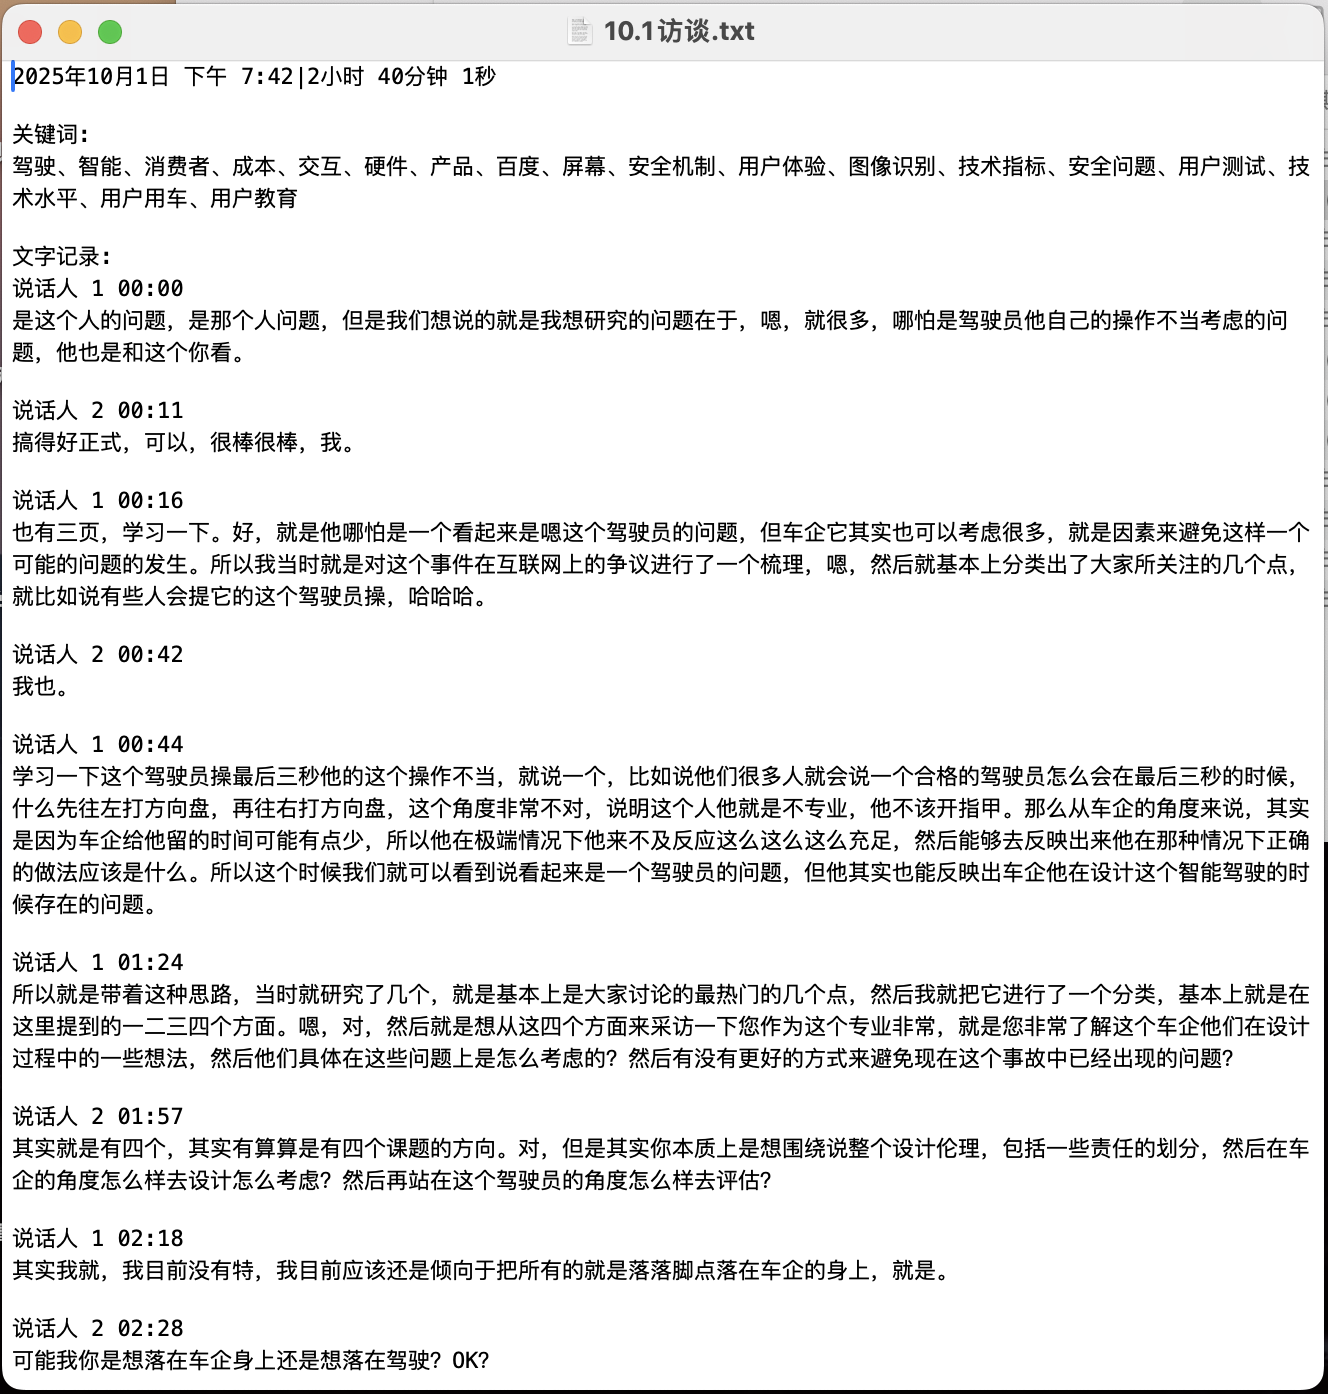 10.1访谈.txt
2025年10月1日 下午 7:42|2小时 40分钟 1秒
关键词:
驾驶、智能、消费者、成本、交互、硬件、产品、百度、屏幕、安全机制、用户体验、图像识别、技术指标、安全问题、用户测试、技
术水平、用户用车、用户教育
文字记录:
说话人 1 00:00
是这个人的问题，是那个人问题，但是我们想说的就是我想研究的问题在于，嗯，就很多，哪怕是驾驶员他自己的操作不当考虑的问
题，他也是和这个你看。
说话人 2 00:11
搞得好正式，可以，很棒很棒，我。
说话人 1 00:16
也有三页，学习一下。好，就是他哪怕是一个看起来是嗯这个驾驶员的问题，但车企它其实也可以考虑很多，就是因素来避免这样一个
可能的问题的发生。所以我当时就是对这个事件在互联网上的争议进行了一个梳理，嗯，然后就基本上分类出了大家所关注的几个点，
就比如说有些人会提它的这个驾驶员操，哈哈哈。
说话人 2 00:42
我也。
说话人 1 00:44
学习一下这个驾驶员操最后三秒他的这个操作不当，就说一个，比如说他们很多人就会说一个合格的驾驶员怎么会在最后三秒的时候，
什么先往左打方向盘，再往右打方向盘，这个角度非常不对，说明这个人他就是不专业，他不该开指甲。那么从车企的角度来说，其实
是因为车企给他留的时间可能有点少，所以他在极端情况下他来不及反应这么这么这么充足，然后能够去反映出来他在那种情况下正确
的做法应该是什么。所以这个时候我们就可以看到说看起来是一个驾驶员的问题，但他其实也能反映出车企他在设计这个智能驾驶的时
候存在的问题。
说话人 1 01:24
所以就是带着这种思路，当时就研究了几个，就是基本上是大家讨论的最热门的几个点，然后我就把它进行了一个分类，基本上就是在
这里提到的一二三四个方面。嗯，对，然后就是想从这四个方面来采访一下您作为这个专业非常，就是您非常了解这个车企他们在设计
过程中的一些想法，然后他们具体在这些问题上是怎么考虑的？然后有没有更好的方式来避免现在这个事故中已经出现的问题？
说话人 2 01:57
其实就是有四个，其实有算算是有四个课题的方向。对，但是其实你本质上是想围绕说整个设计伦理，包括一些责任的划分，然后在车
企的角度怎么样去设计怎么考虑？然后再站在这个驾驶员的角度怎么样去评估？
说话人 1 02:18
其实我就，我目前没有特，我目前应该还是倾向于把所有的就是落落脚点落在车企的身上，就是。
说话人 2 02:28
可能我你是想落在车企身上还是想落在驾驶？OK？